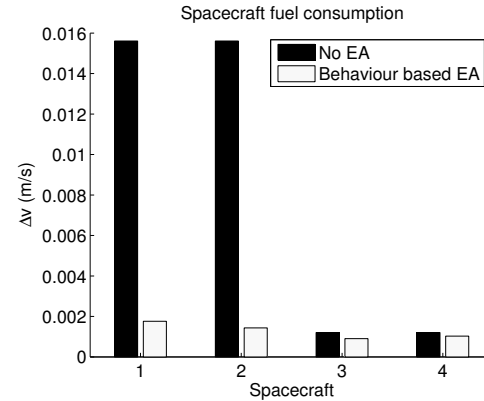 Spacecraft fuel consumption
0.016
0.014
0.012
0.01
0.008
0.006
0.004
0.002
0
Δv (m/s)
No EA
Behaviour based EA
1 2 3 4
Spacecraft